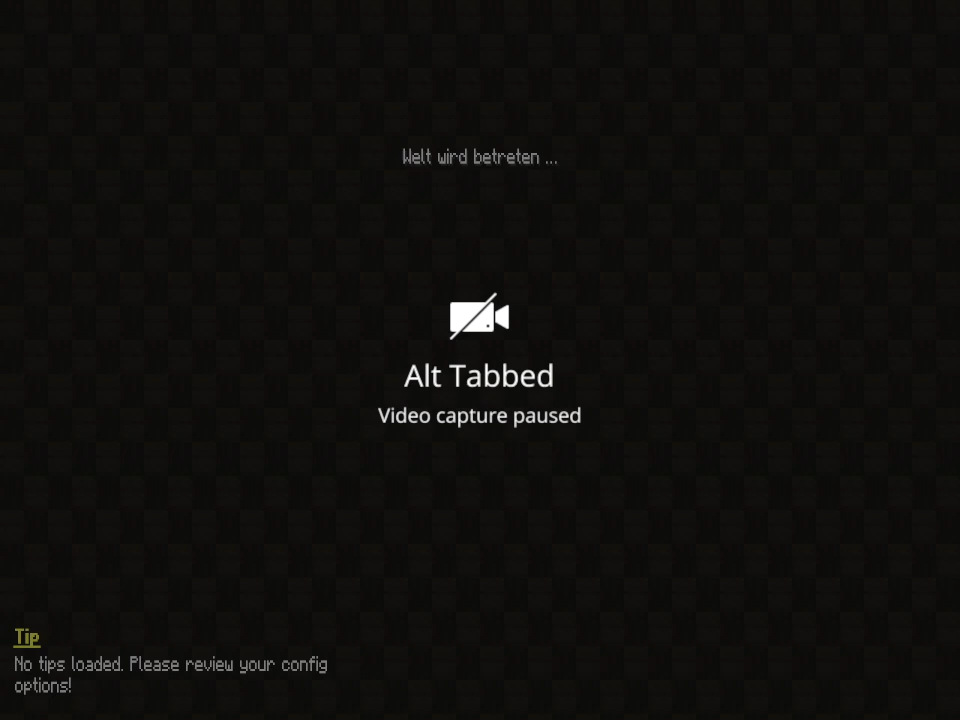 Welt wird betreten ...
Alt Tabbed
Video capture paused
Tip
No tips loaded. Please review your config
options!